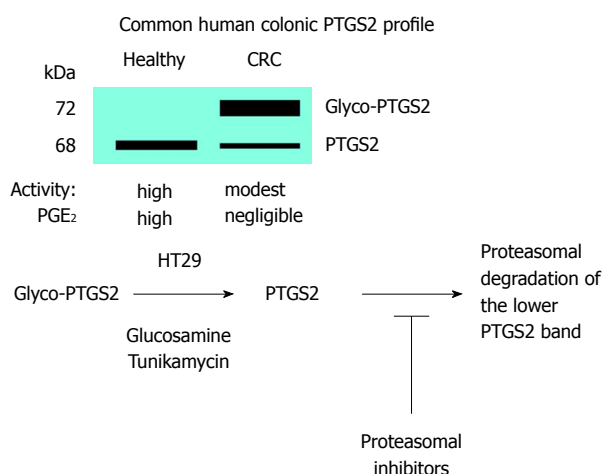 Common human colonic PTGS2 profile
kDa Healthy CRC
72 Glyco-PTGS2
68 PTGS2
Activity: high modest
PGE₂ high negligible
HT29
Glyco-PTGS2 PTGS2
Glucosamine
Tunikamycin
Proteasomal
degradation of
the lower
PTGS2 band
Proteasomal
inhibitors